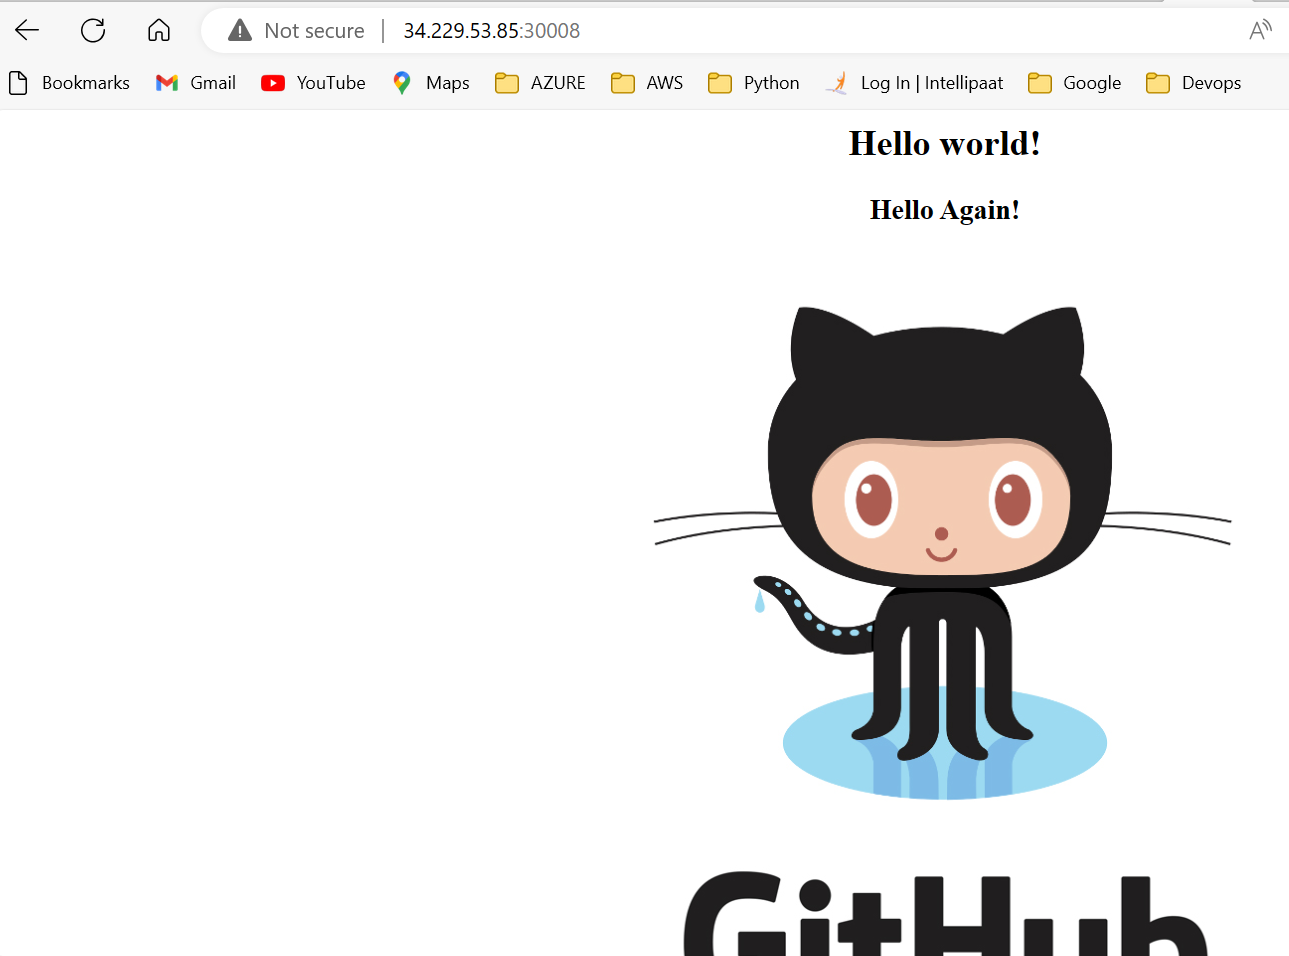 Not secure | 34.229.53.85:30008
Bookmarks Gmail YouTube Maps AZURE AWS Python Log In | Intellipaat Google Devops
Hello world!
Hello Again!
GitHub